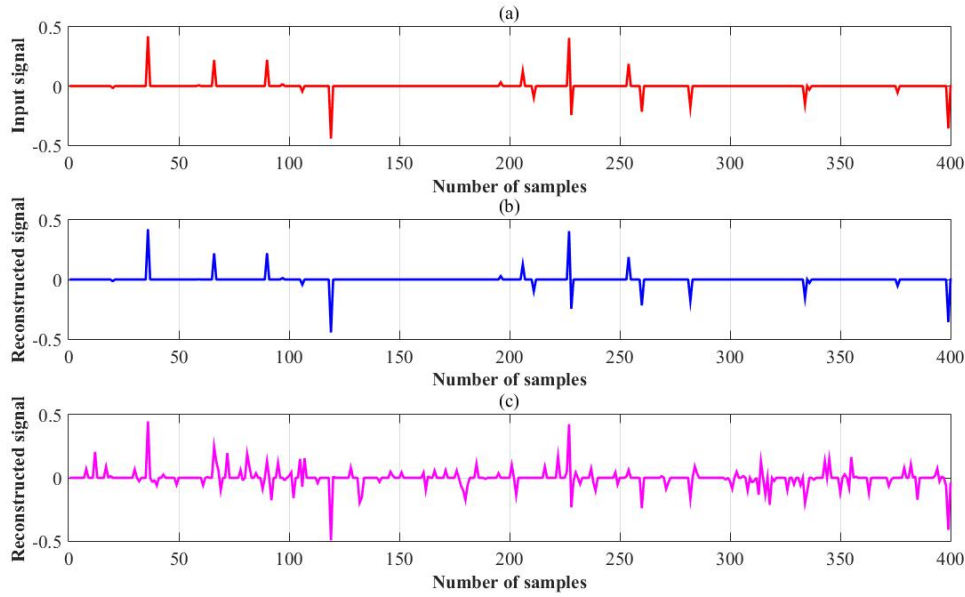 (a)
Input signal
0.5
0
-0.5
0 50 100 150 200 250 300 350 400
Number of samples
(b)
Reconstructed signal
0.5
0
-0.5
0 50 100 150 200 250 300 350 400
Number of samples
(c)
Reconstructed signal
0.5
0
-0.5
0 50 100 150 200 250 300 350 400
Number of samples